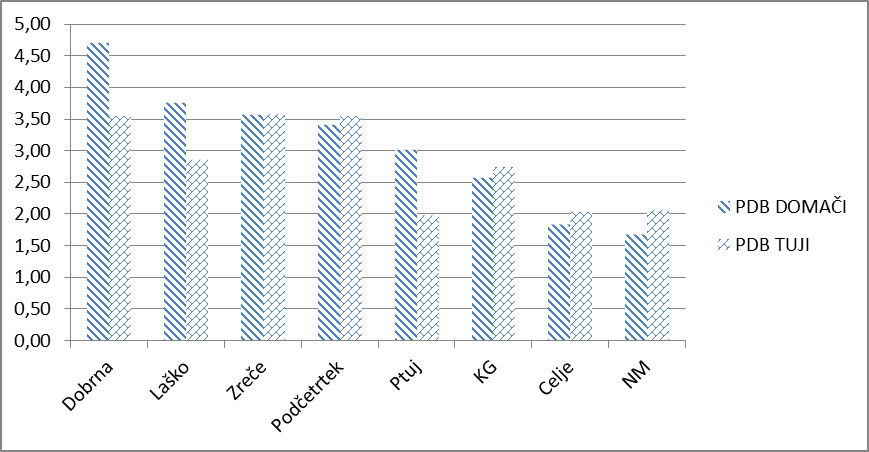 5,00
4,50
4,00
3,50
3,00
2,50
2,00
1,50
1,00
0,50
0,00
Dobrna
Laško
Zreče
Podčetrtek
Ptuj
KG
Celje
NM
PDB DOMAČI
PDB TUJI